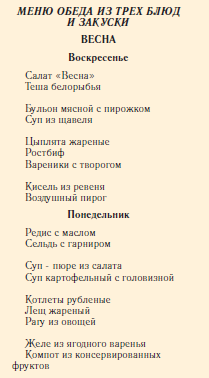 МЕНЮ ОБЕДА ИЗ ТРЕХ БЛЮД
И ЗАКУСКИ
ВЕСНА
Воскресенье
Салат «Весна»
Теша белорыбья
Бульон мясной с пирожком
Суп из щавеля
Цыплята жареные
Ростбиф
Вареники с творогом
Кисель из ревеня
Воздушный пирог
Понедельник
Редис с маслом
Сельдь с гарниром
Суп - пюре из салата
Суп картофельный с головизной
Котлеты рубленые
Лещ жареный
Рагу из овощей
Желе из ягодного варенья
Компот из консервированных
фруктов